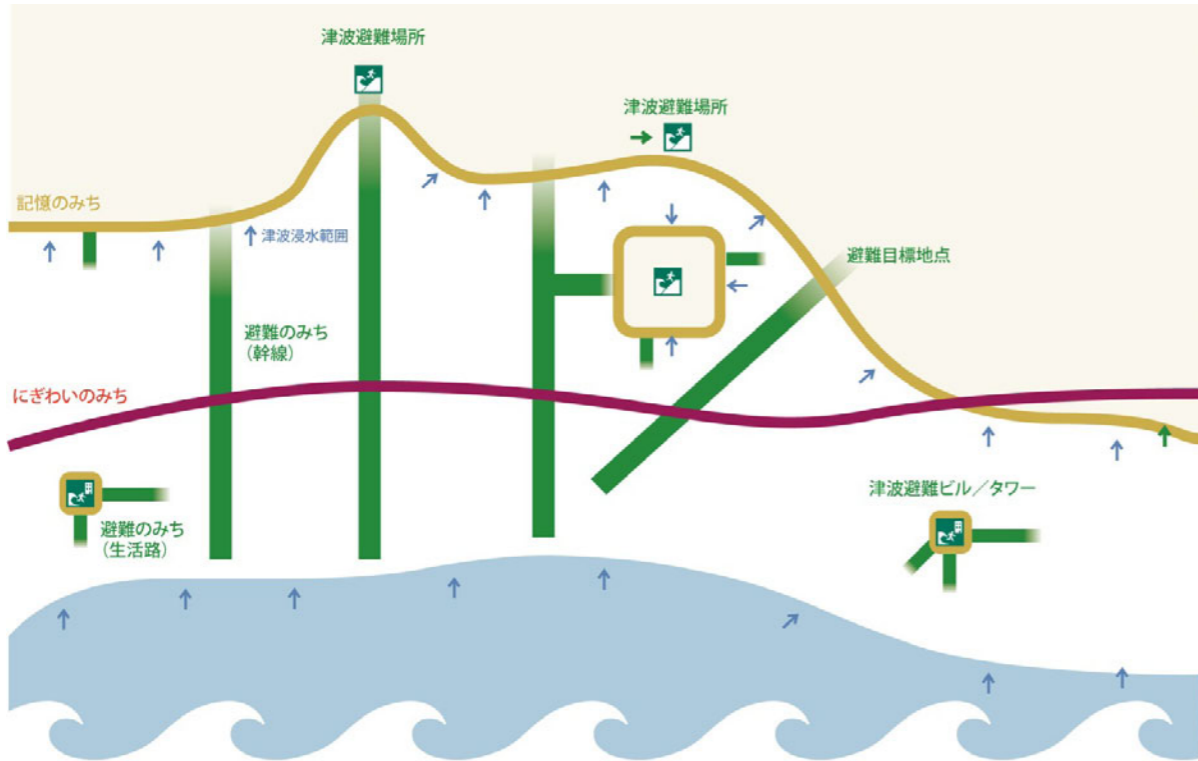 津波避難場所
津波避難場所
記憶のみち
津波浸水範囲
避難目標地点
避難のみち
（幹線）
にぎわいのみち
津波避難ビル／タワー
避難のみち
（生活路）